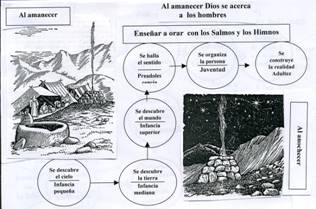 Al amanecer
Al amanecer Dios se acerca
a los hombres
Enseñar a orar con los Salmos y los Himnos
Se halla
el sentido
Preadoles
Se organiza
la persona
Juventud
Se
construye
la realidad
Adultez
Se descubre
el mundo
Infancia
superior
Se descubre
el cielo
Infancia
pequeña
Se descubre
la tierra
Infancia
mediana
Al anochecer